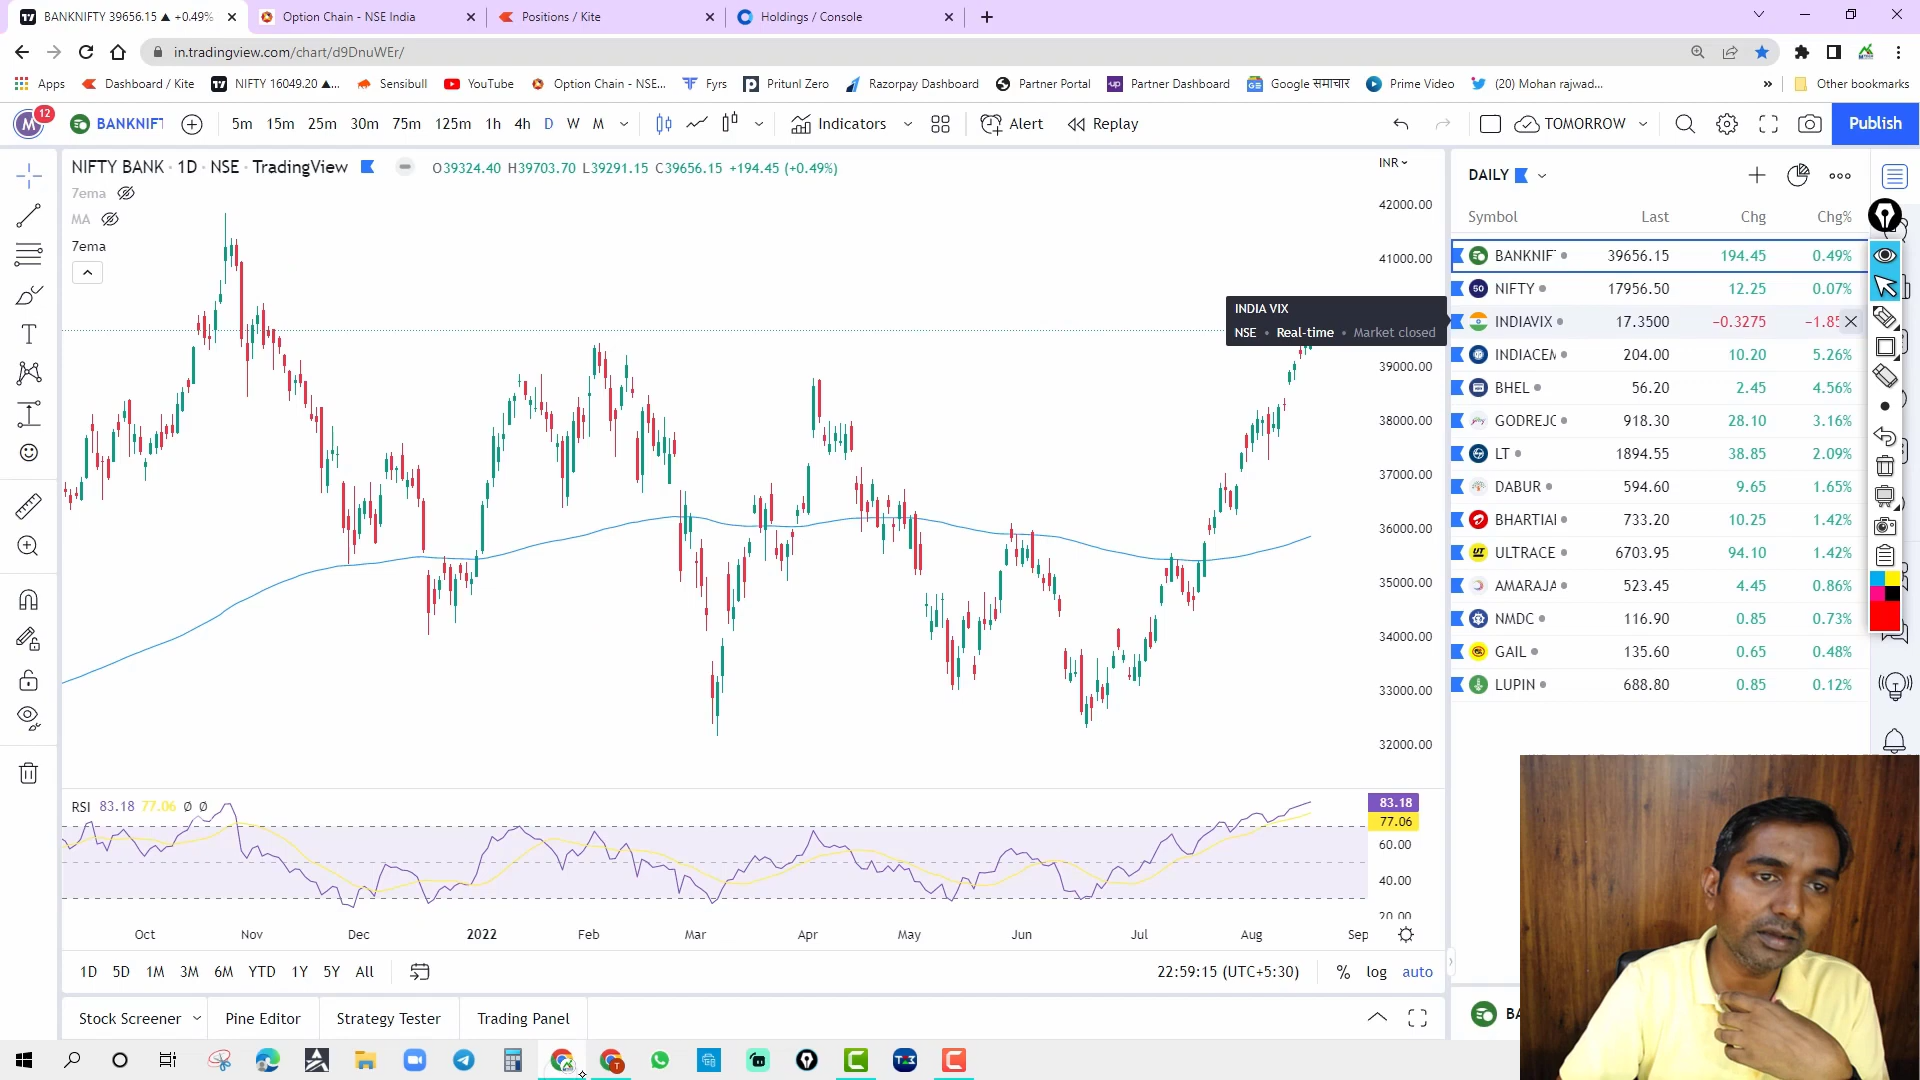 BANKNIFTY 39656.15 ▲ +0.49%
Option Chain - NSE India
Positions / Kite
Holdings / Console
in.tradingview.com/chart/d9DnuWEr/
Apps
Dashboard / Kite
NIFTY 16049.20 ▲...
Sensibull
YouTube
Option Chain - NSE...
Fyrs
Pritunl Zero
Razorpay Dashboard
Partner Portal
Partner Dashboard
Google समाचार
Prime Video
(20) Mohan rajwad...
»
Other bookmarks
M
12
BANKNIFT
5m 15m 25m 30m 75m 125m 1h 4h D W M
Indicators
Alert
Replay
TOMORROW
Publish
NIFTY BANK · 1D · NSE · TradingView
O39324.40 H39703.70 L39291.15 C39656.15 +194.45 (+0.49%)
INR
7ema
MA
7ema
42000.00
41000.00
39000.00
38000.00
37000.00
36000.00
35000.00
34000.00
33000.00
32000.00
INDIA VIX
NSE • Real-time • Market closed
DAILY
Symbol Last Chg Chg%
BANKNIF 39656.15 194.45 0.49%
50 NIFTY 17956.50 12.25 0.07%
INDIAVIX 17.3500 −0.3275 −1.85
INDIACEM 204.00 10.20 5.26%
BHEL 56.20 2.45 4.56%
GODREJC 918.30 28.10 3.16%
LT 1894.55 38.85 2.09%
DABUR 594.60 9.65 1.65%
BHARTIAI 733.20 10.25 1.42%
UT ULTRACE 6703.95 94.10 1.42%
AMARAJA 523.45 4.45 0.86%
NMDC 116.90 0.85 0.73%
GAIL 135.60 0.65 0.48%
LUPIN 688.80 0.85 0.12%
RSI 83.18 77.06 Ø Ø
83.18
77.06
60.00
40.00
20.00
Oct Nov Dec 2022 Feb Mar Apr May Jun Jul Aug Sep
1D 5D 1M 3M 6M YTD 1Y 5Y All
22:59:15 (UTC+5:30)
% log auto
Stock Screener
Pine Editor
Strategy Tester
Trading Panel
BA